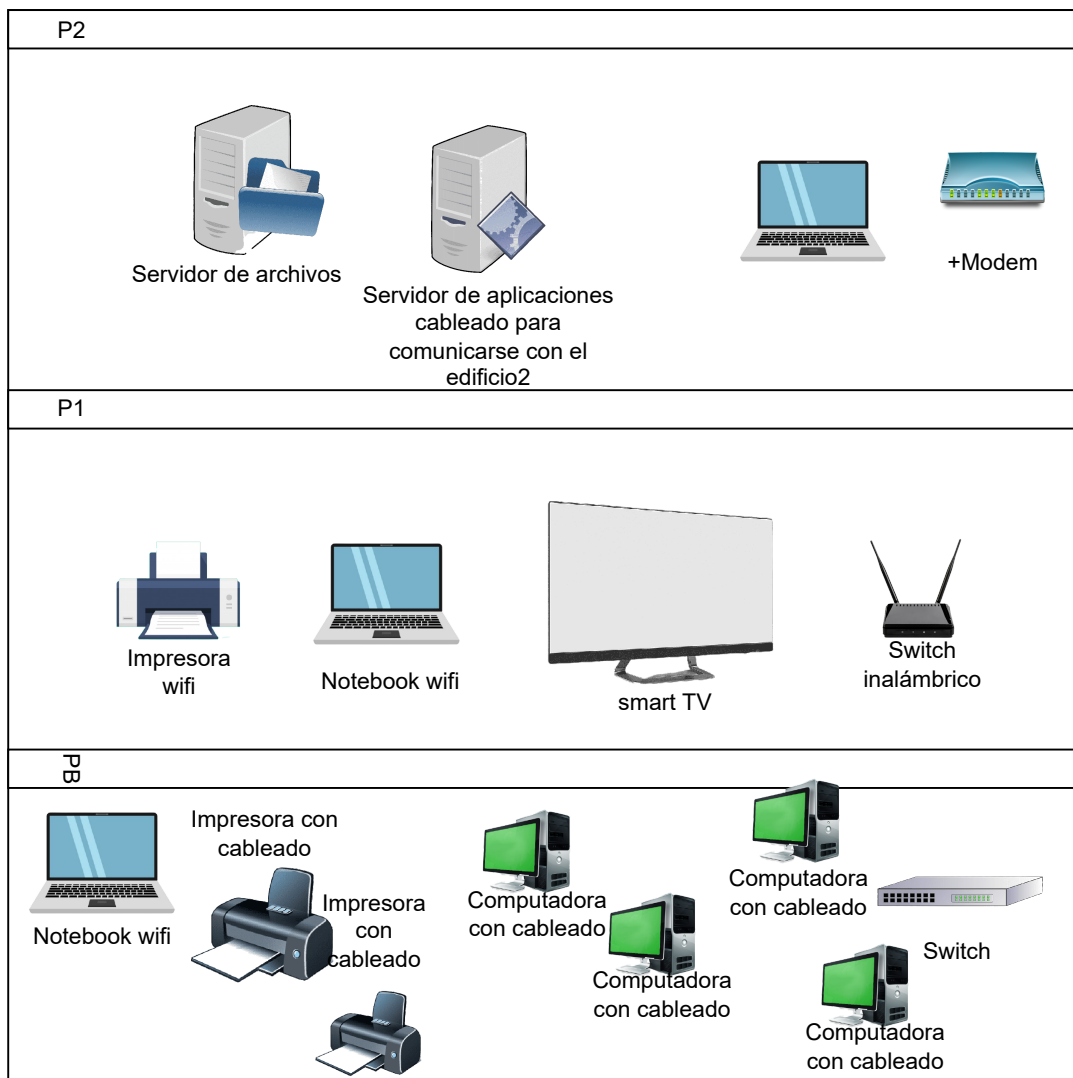 P2
Servidor de archivos
Servidor de aplicaciones
cableado para
comunicarse con el
edificio2
+Modem
P1
Impresora
wifi
Notebook wifi
smart TV
Switch
inalámbrico
PB
Notebook wifi
Impresora con
cableado
Impresora
con
cableado
Computadora
con cableado
Computadora
con cableado
Computadora
con cableado
Switch
Computadora
con cableado